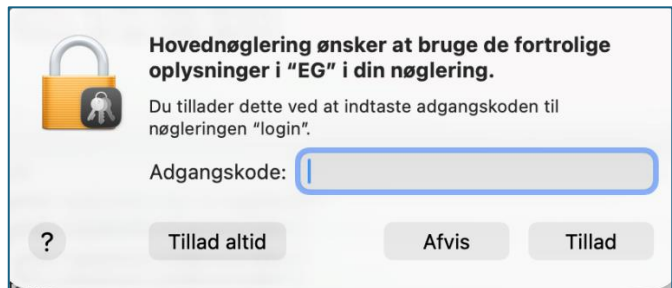 Hovednøglering ønsker at bruge de fortrolige
oplysninger i “EG” i din nøglering.
Du tillader dette ved at indtaste adgangskoden til
nøgleringen “login”.
Adgangskode:
? Tillad altid Afvis Tillad